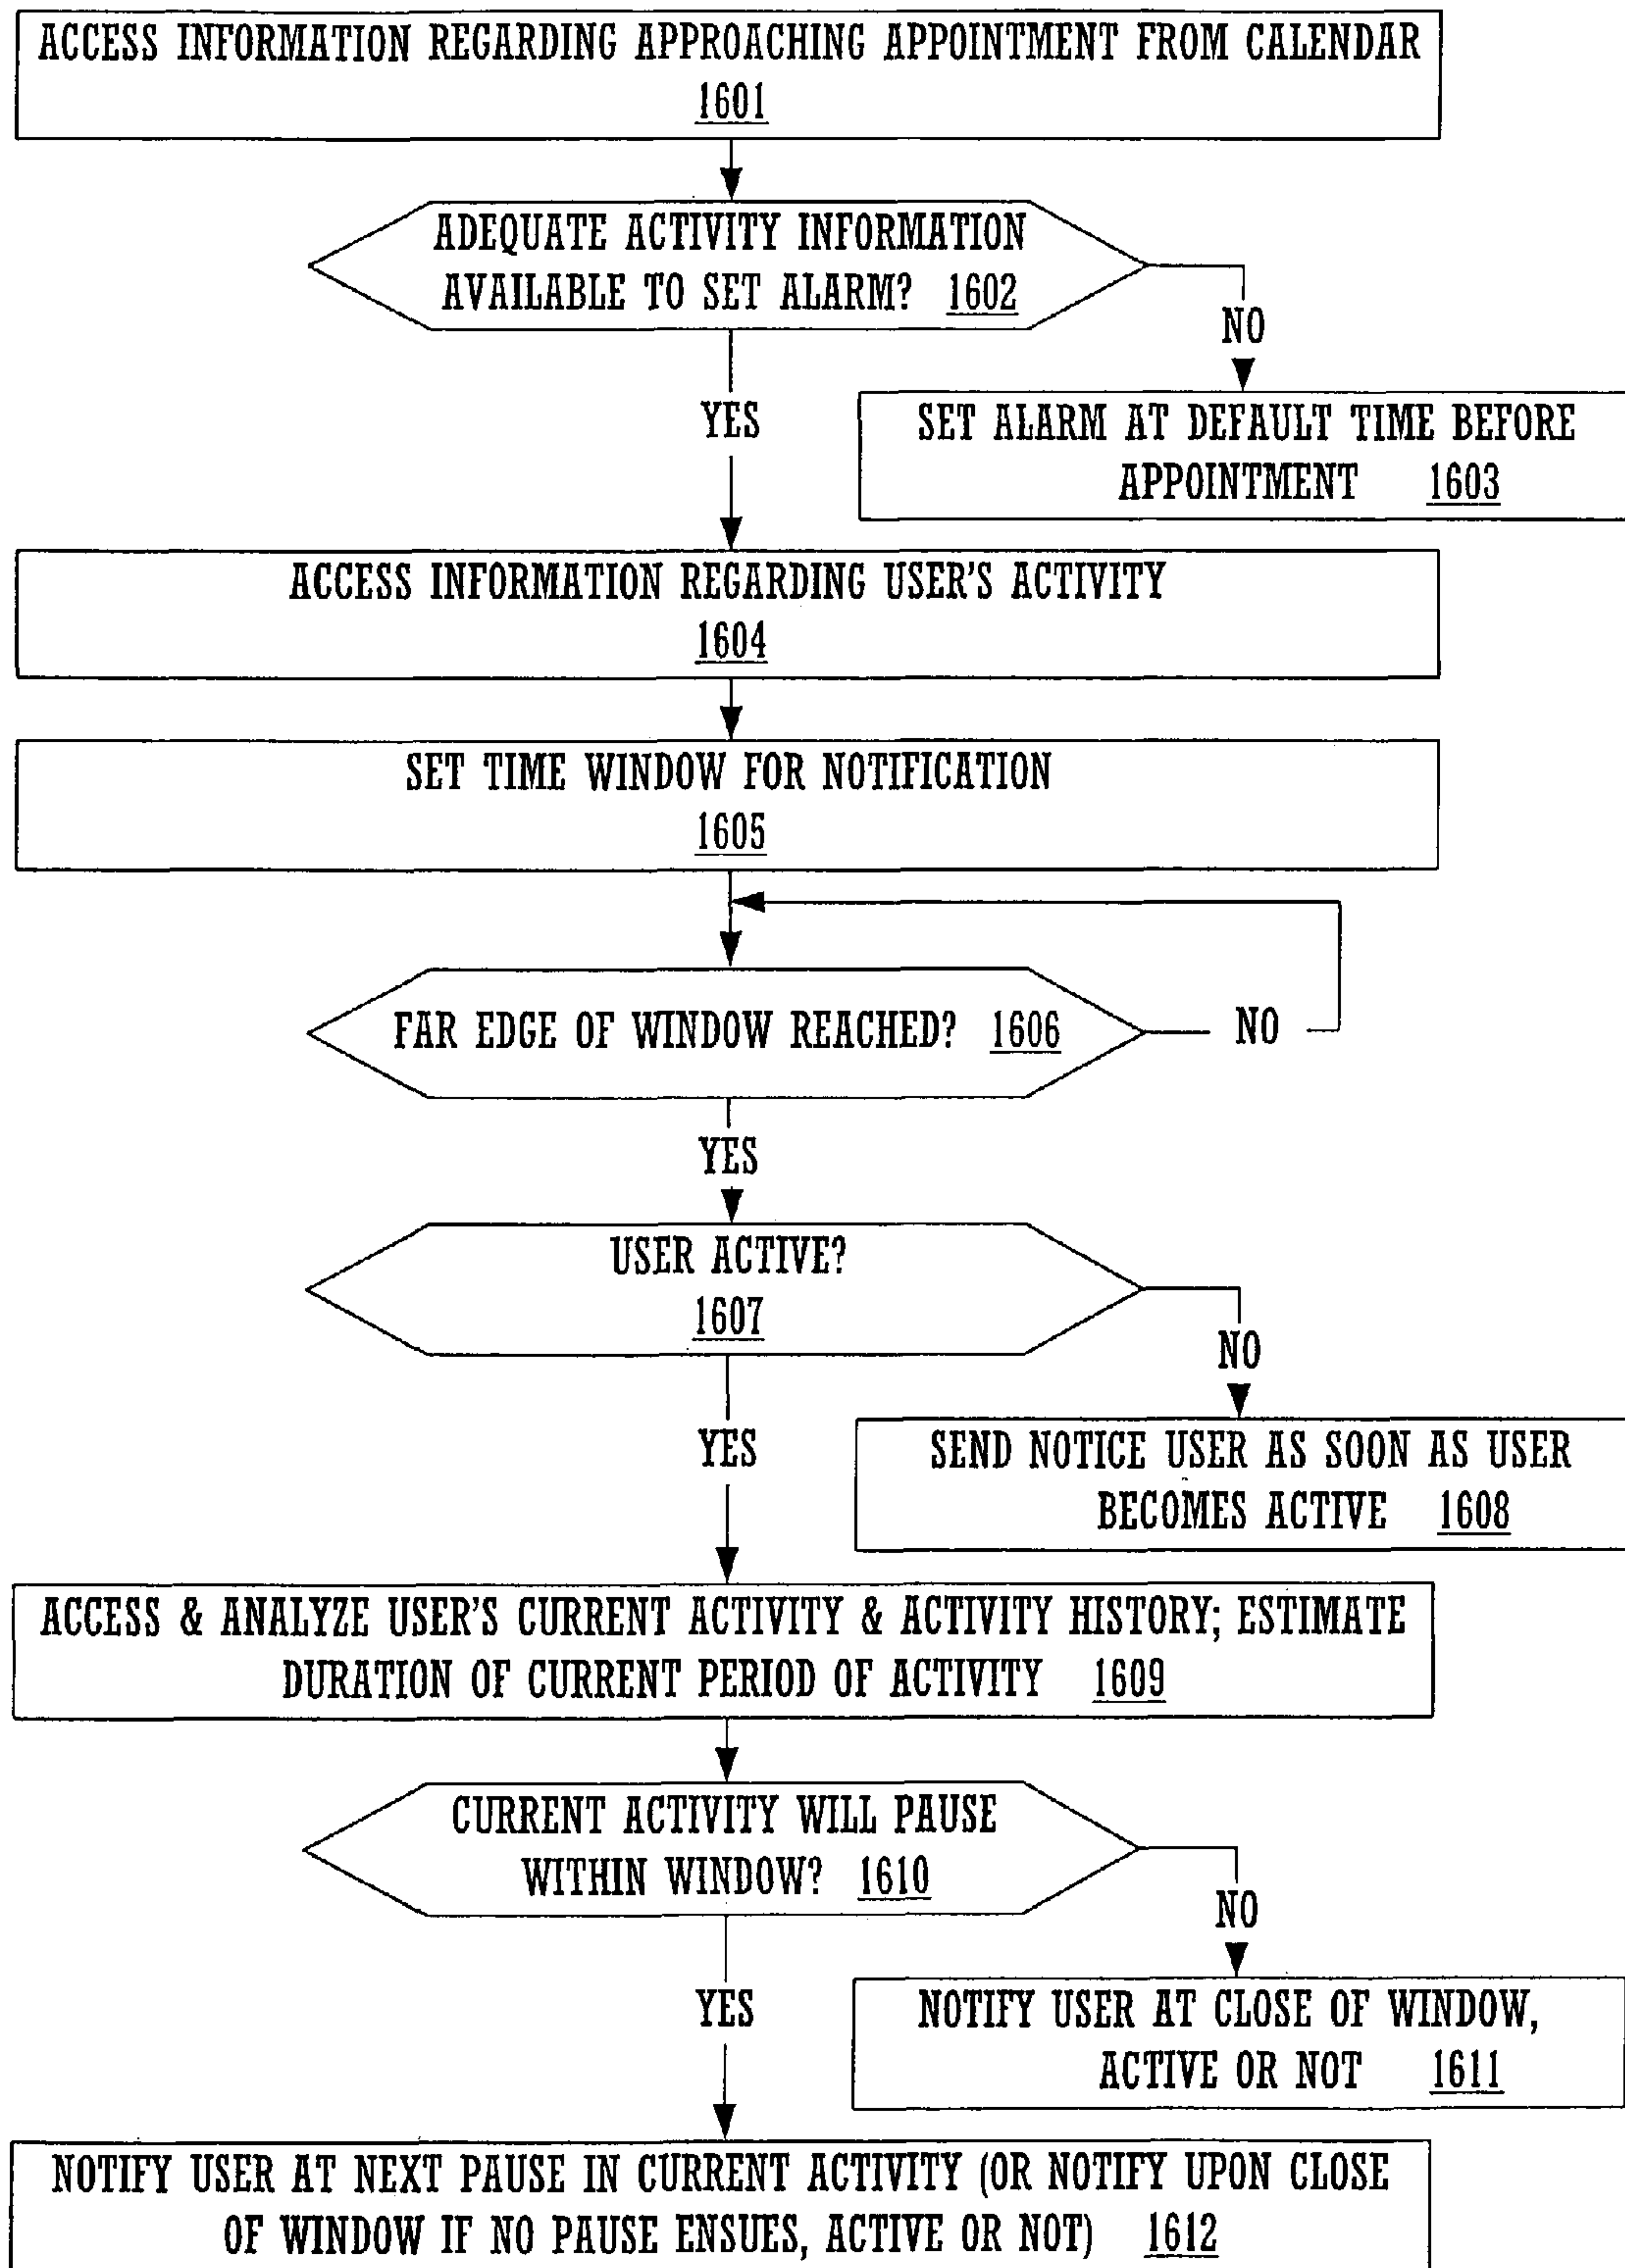 ACCESS INFORMATION REGARDING APPROACHING APPOINTMENT FROM CALENDAR
1601
ADEQUATE ACTIVITY INFORMATION
AVAILABLE TO SET ALARM? 1602
NO
YES
SET ALARM AT DEFAULT TIME BEFORE
APPOINTMENT 1603
ACCESS INFORMATION REGARDING USER'S ACTIVITY
1604
SET TIME WINDOW FOR NOTIFICATION
1605
FAR EDGE OF WINDOW REACHED? 1606
NO
YES
USER ACTIVE?
1607
NO
YES
SEND NOTICE USER AS SOON AS USER
BECOMES ACTIVE 1608
ACCESS & ANALYZE USER'S CURRENT ACTIVITY & ACTIVITY HISTORY; ESTIMATE
DURATION OF CURRENT PERIOD OF ACTIVITY 1609
CURRENT ACTIVITY WILL PAUSE
WITHIN WINDOW? 1610
NO
YES
NOTIFY USER AT CLOSE OF WINDOW,
ACTIVE OR NOT 1611
NOTIFY USER AT NEXT PAUSE IN CURRENT ACTIVITY (OR NOTIFY UPON CLOSE
OF WINDOW IF NO PAUSE ENSUES, ACTIVE OR NOT) 1612